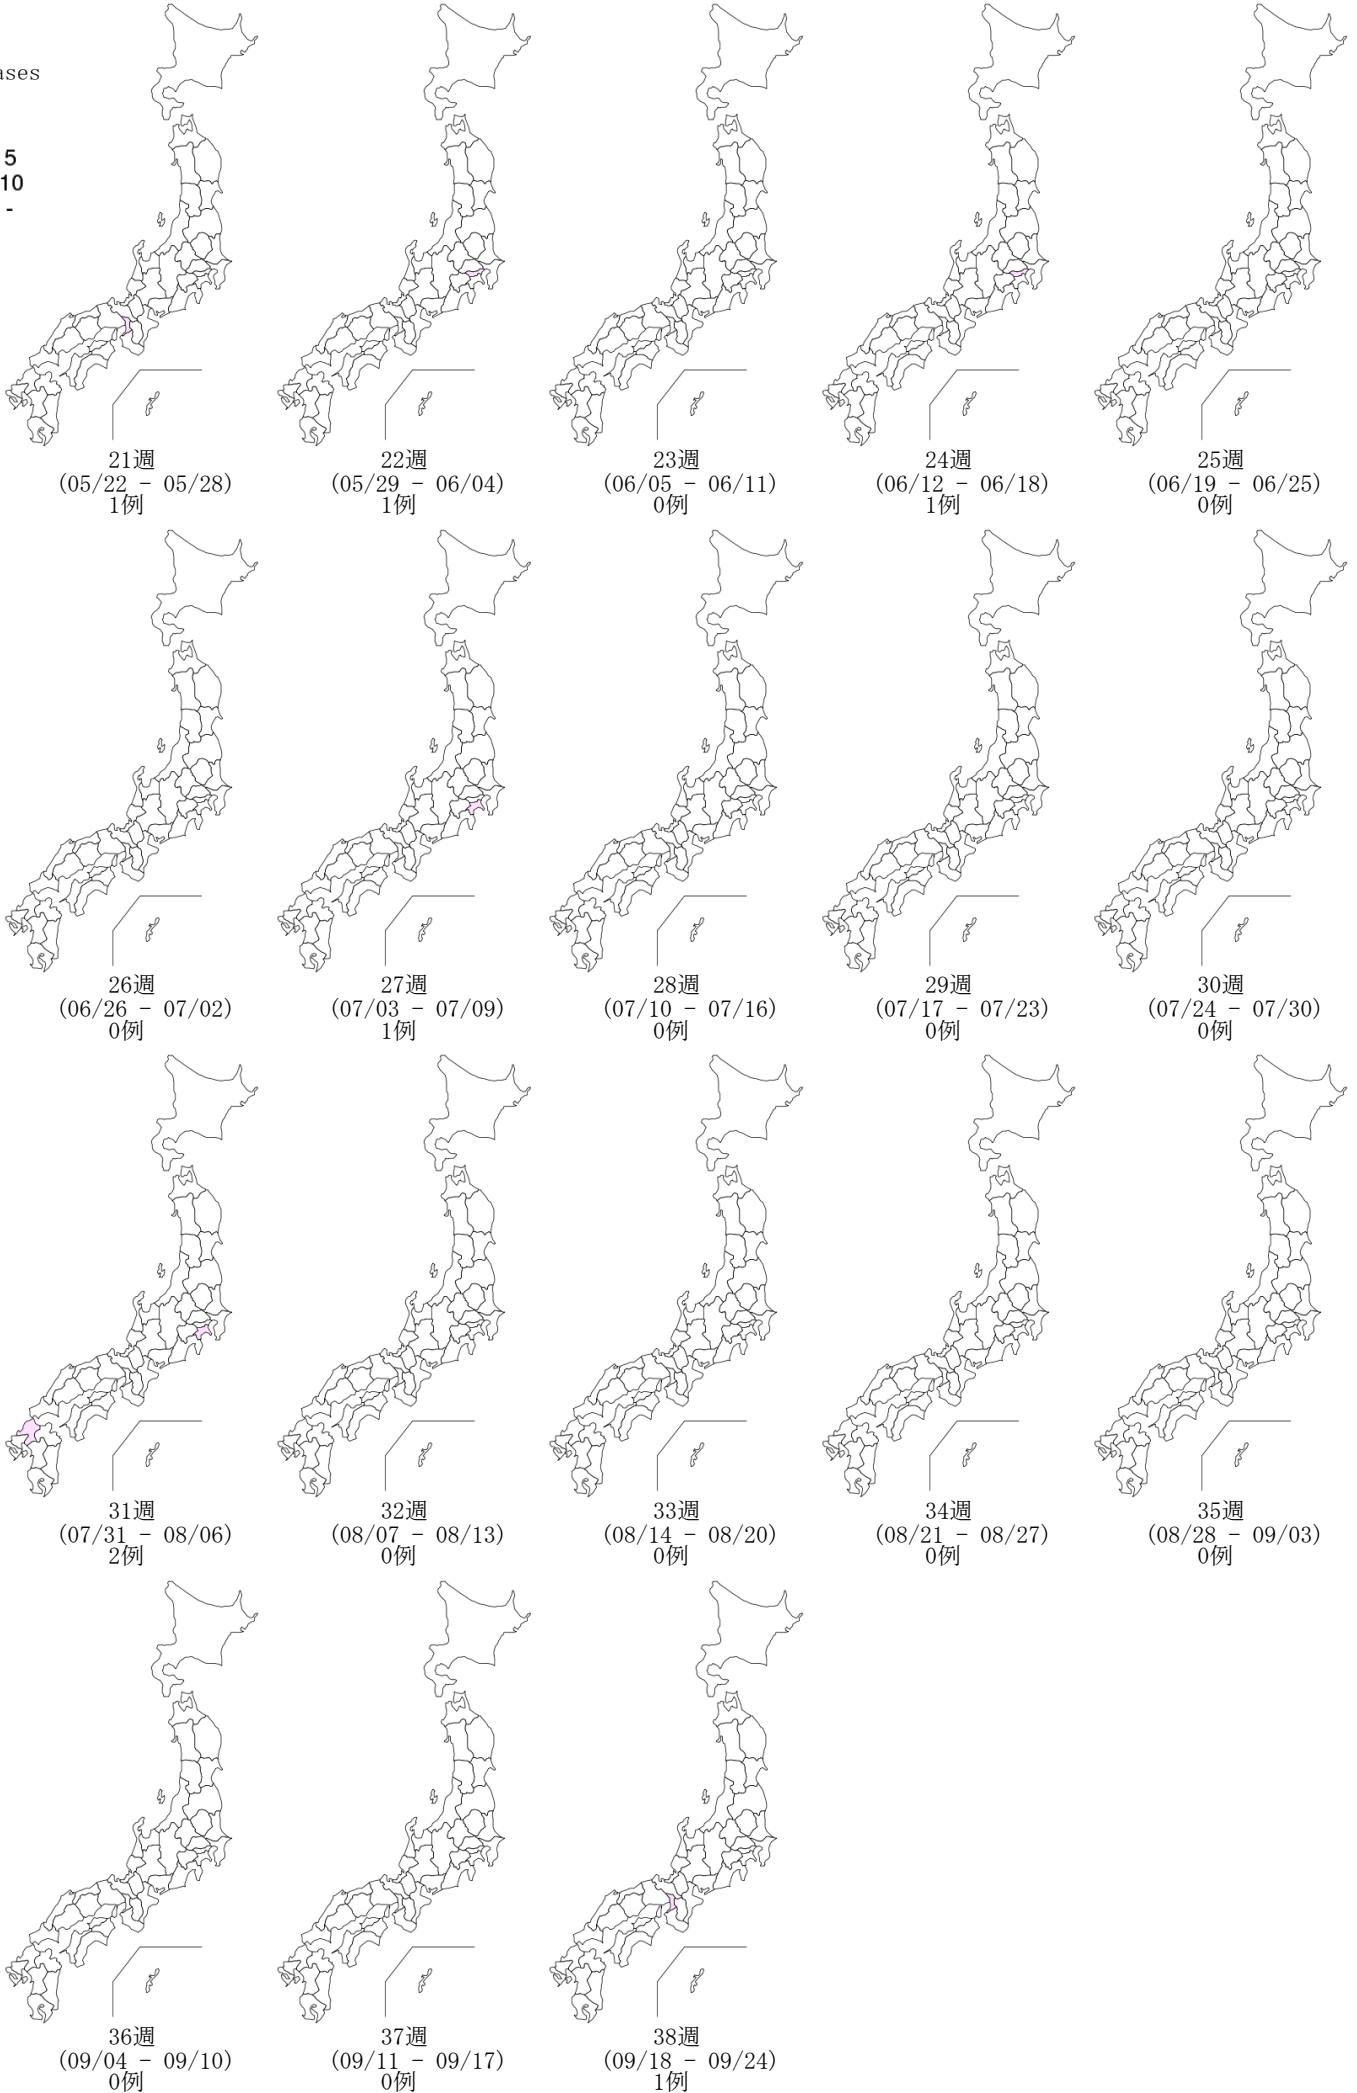 ases
5
10
-
21週
(05/22 - 05/28)
1例
22週
(05/29 - 06/04)
1例
23週
(06/05 - 06/11)
0例
24週
(06/12 - 06/18)
1例
25週
(06/19 - 06/25)
0例
26週
(06/26 - 07/02)
0例
27週
(07/03 - 07/09)
1例
28週
(07/10 - 07/16)
0例
29週
(07/17 - 07/23)
0例
30週
(07/24 - 07/30)
0例
31週
(07/31 - 08/06)
2例
32週
(08/07 - 08/13)
0例
33週
(08/14 - 08/20)
0例
34週
(08/21 - 08/27)
0例
35週
(08/28 - 09/03)
0例
36週
(09/04 - 09/10)
0例
37週
(09/11 - 09/17)
0例
38週
(09/18 - 09/24)
1例